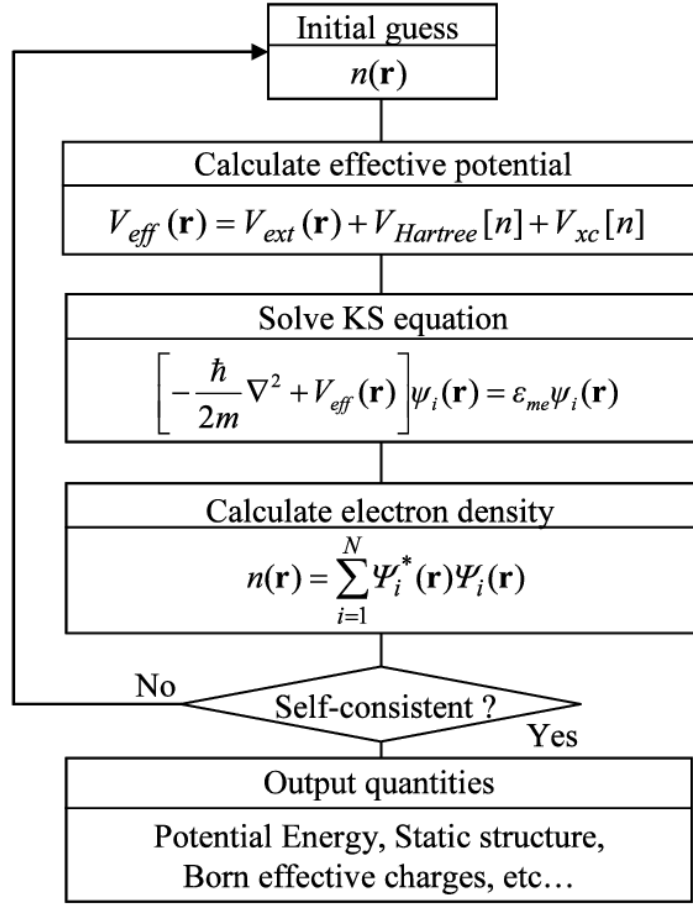 Initial guess
n(r)
Calculate effective potential
V_eff(r) = V_ext(r) + V_Hartree[n] + V_xc[n]
Solve KS equation
[-ħ/2m ∇² + V_eff(r)]ψ_i(r) = ε_me ψ_i(r)
Calculate electron density
n(r) = ∑_{i=1}^{N} Ψ_i^*(r)Ψ_i(r)
No
Self-consistent ?
Yes
Output quantities
Potential Energy, Static structure,
Born effective charges, etc…